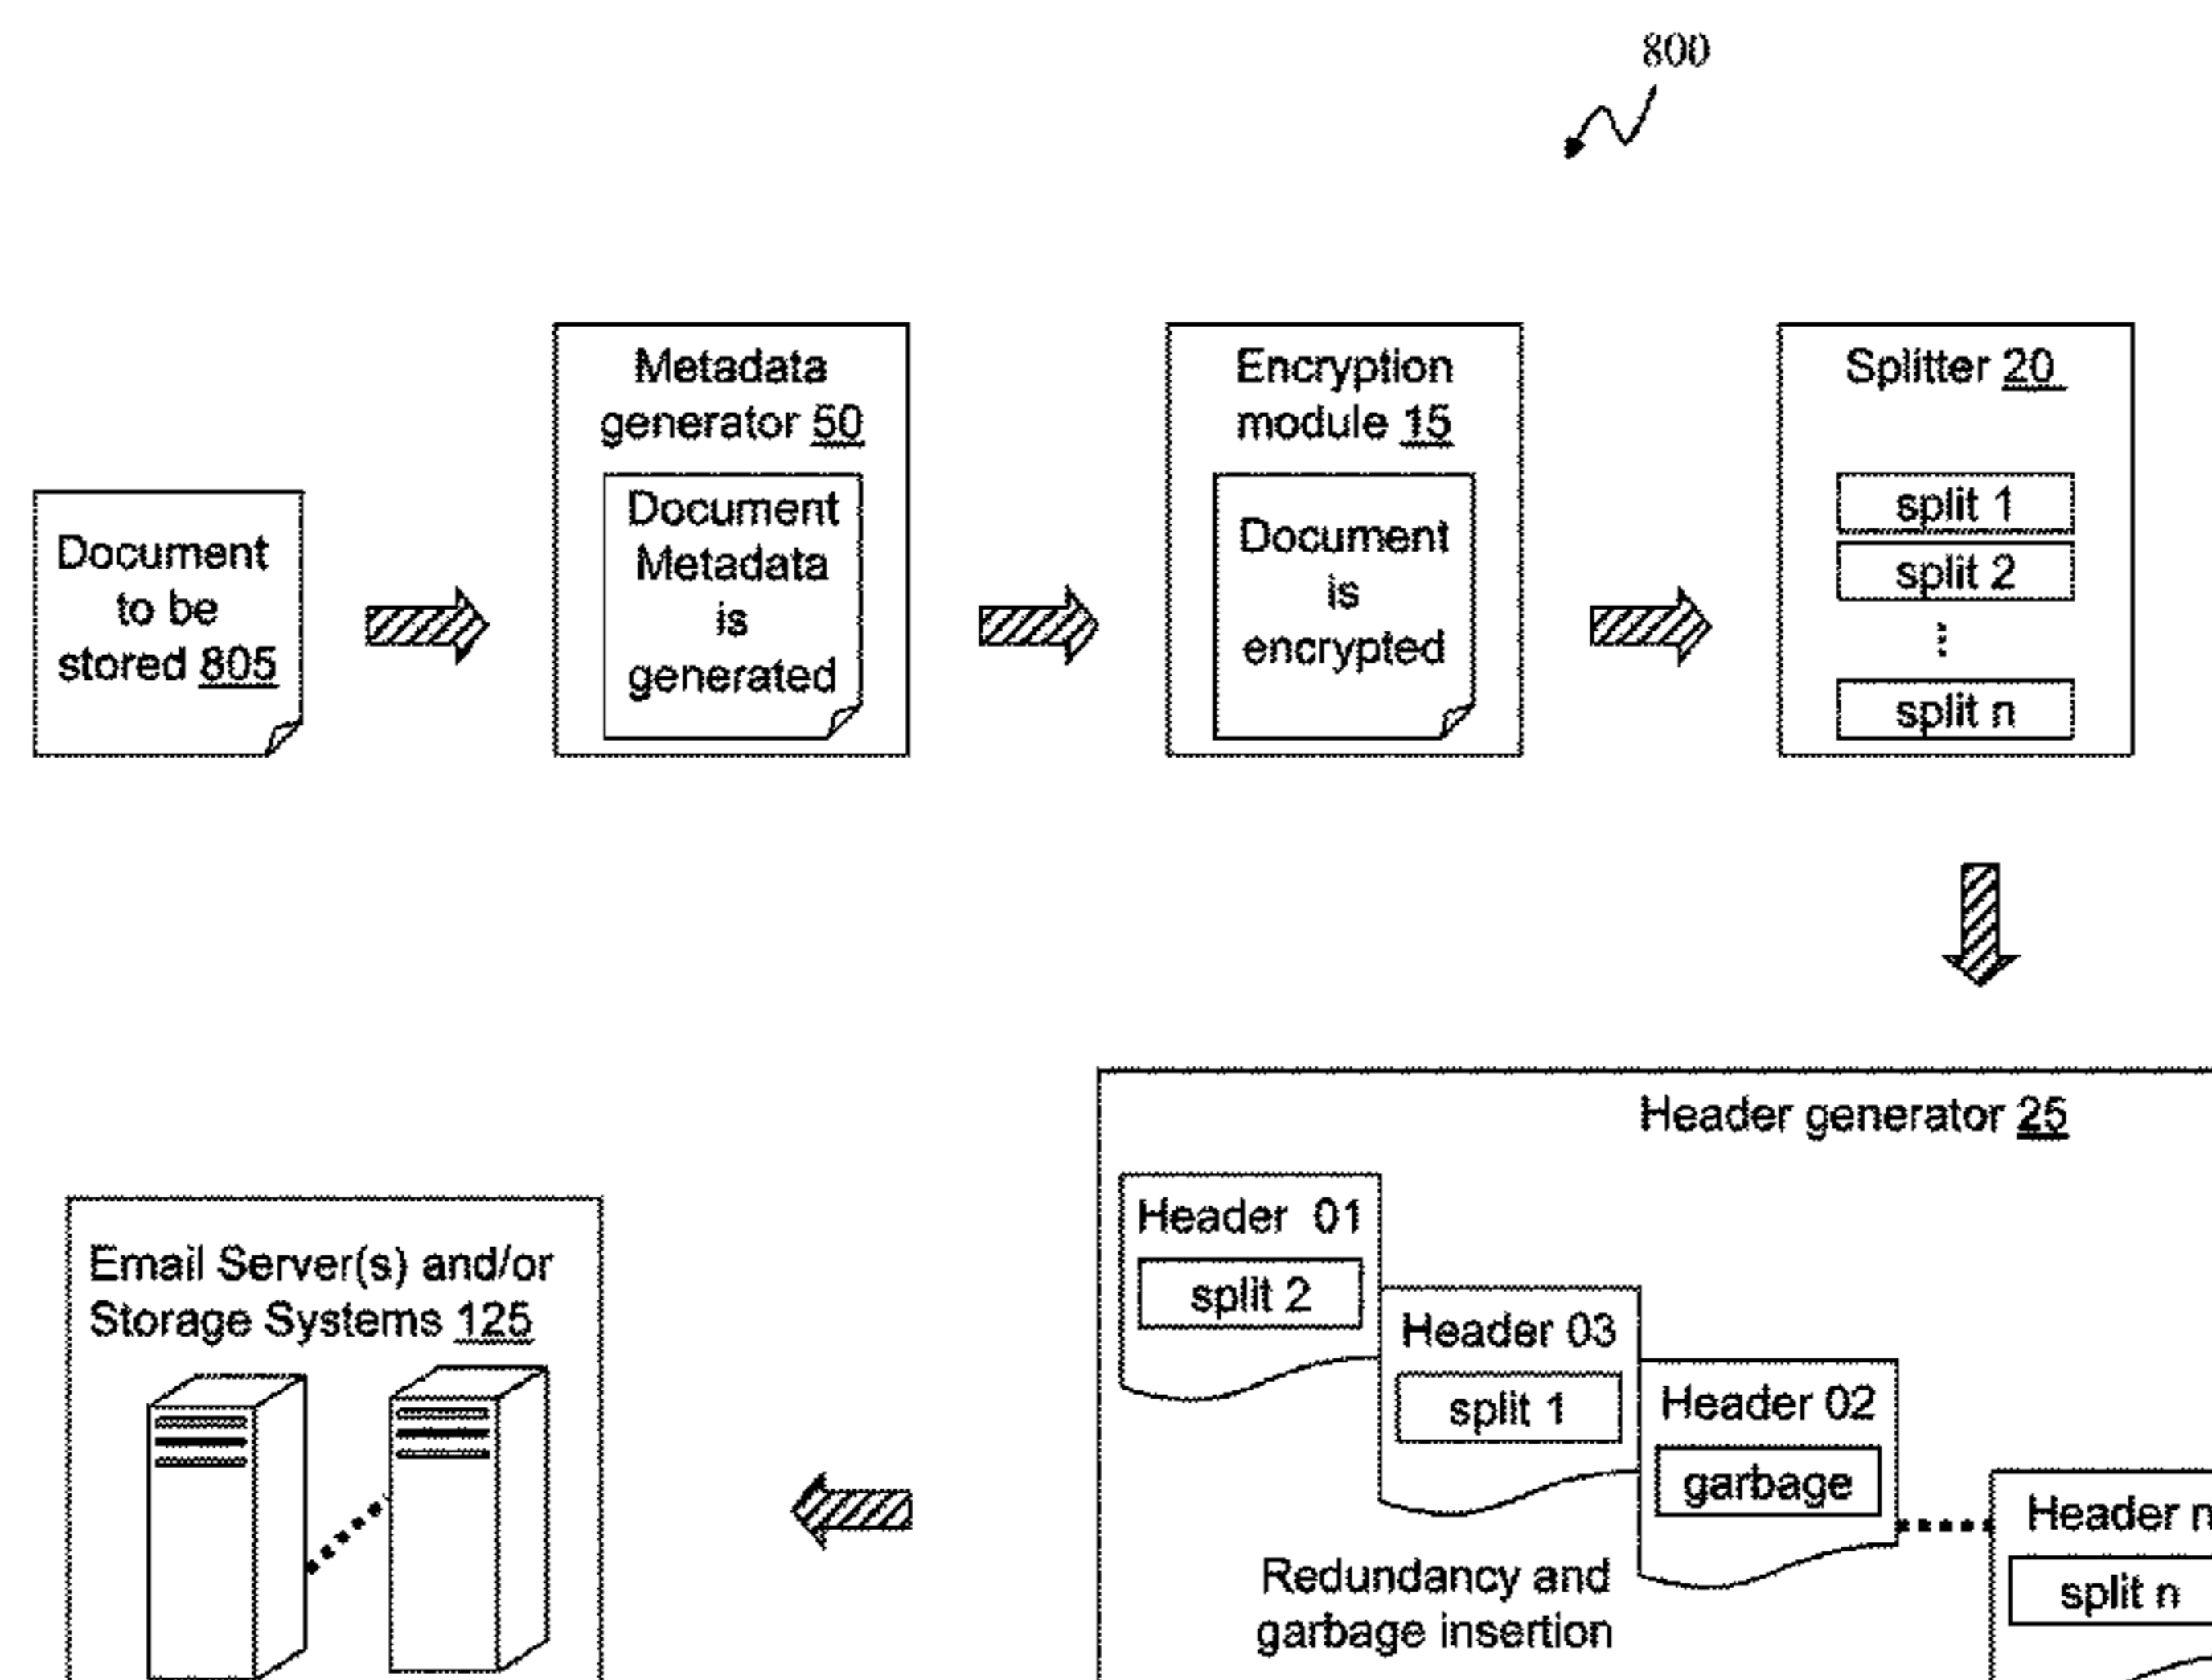 800
Document
to be
stored 805
Metadata
generator 50
Document
Metadata
is
generated
Encryption
module 15
Document
is
encrypted
Splitter 20
split 1
split 2
split n
Header generator 25
Header 01
split 2
Header 03
split 1
Header 02
garbage
Header n
split n
Redundancy and
garbage insertion
Email Server(s) and/or
Storage Systems 125